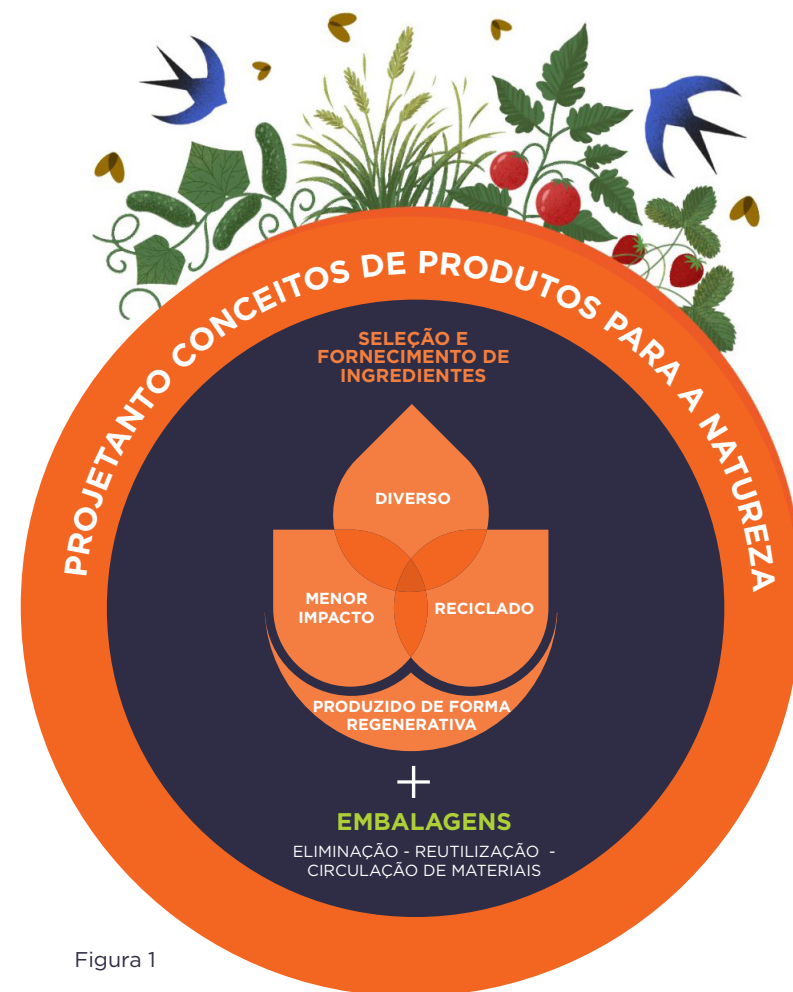 PROJETANTO CONCEITOS DE PRODUTOS PARA A NATUREZA
SELEÇÃO E
FORNECIMENTO DE
INGREDIENTES
DIVERSO
MENOR
IMPACTO
RECICLADO
PRODUZIDO DE FORMA
REGENERATIVA
+
EMBALAGENS
ELIMINAÇÃO - REUTILIZAÇÃO -
CIRCULAÇÃO DE MATERIAIS
Figura 1